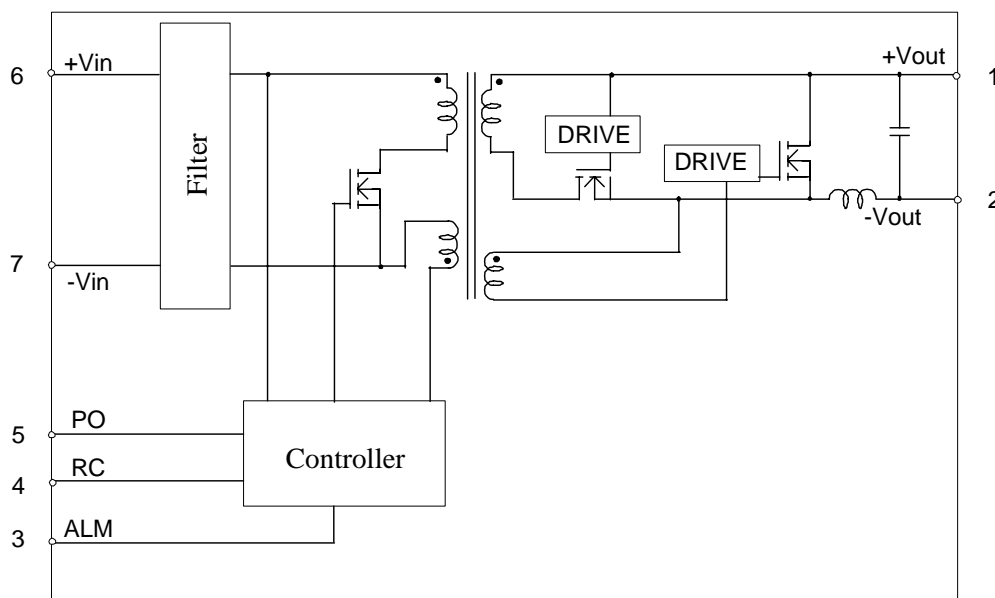 6
+Vin
Filter
7
-Vin
DRIVE
DRIVE
+Vout
1
2
-Vout
5
PO
4
RC
3
ALM
Controller